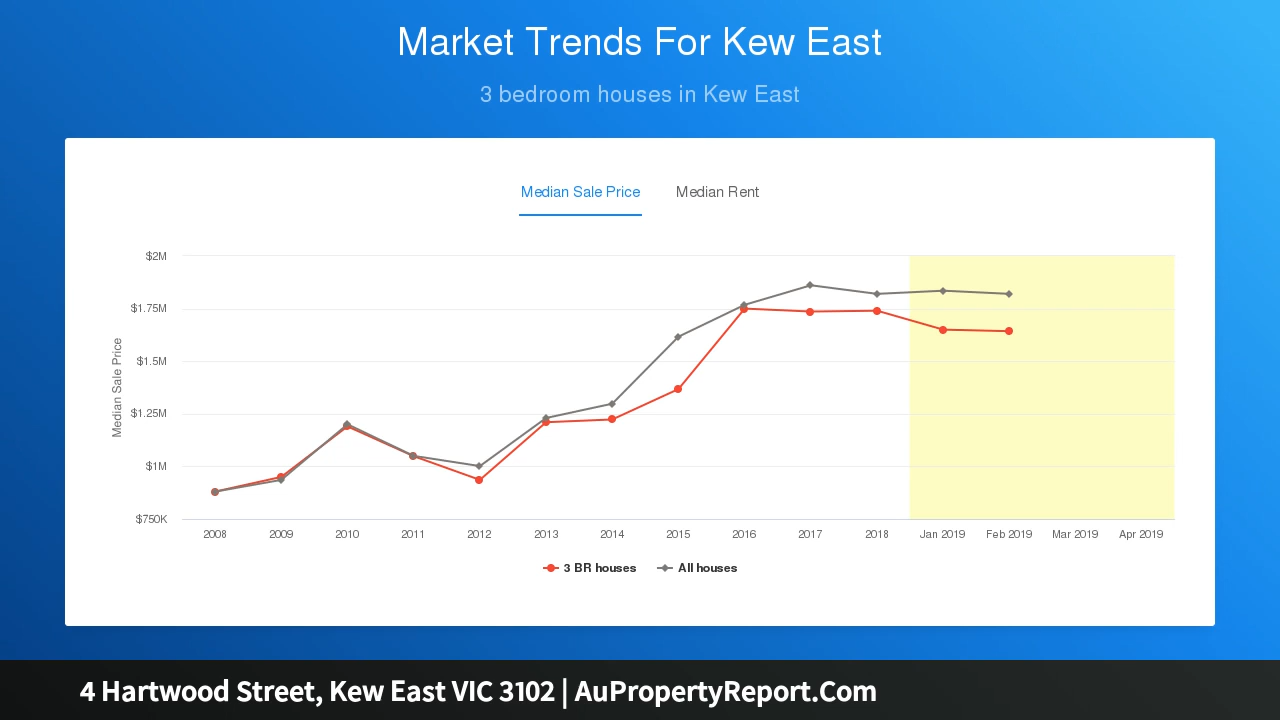 Market Trends For Kew East
3 bedroom houses in Kew East
Median Sale Price Median Rent
Median Sale Price
$2M
$1.75M
$1.5M
$1.25M
$1M
$750K
2008 2009 2010 2011 2012 2013 2014 2015 2016 2017 2018 Jan 2019 Feb 2019 Mar 2019 Apr 2019
3 BR houses All houses
4 Hartwood Street, Kew East VIC 3102 | AuPropertyReport.Com